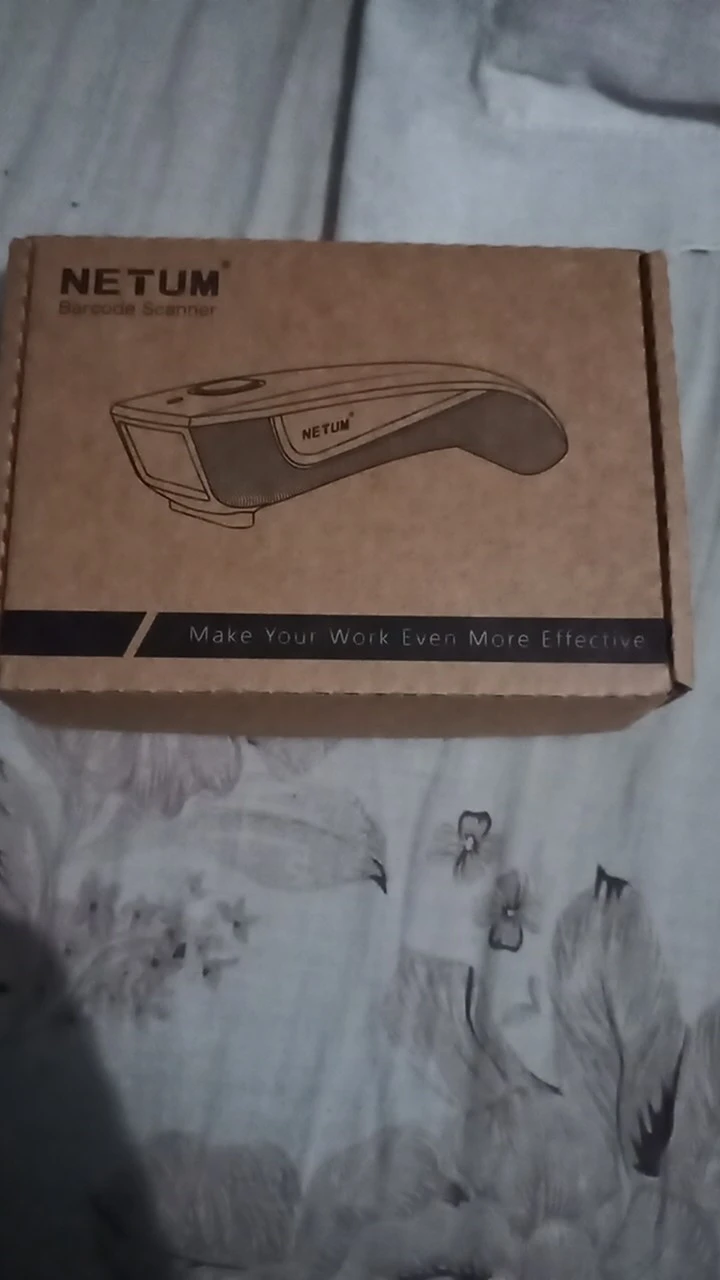 NETUM®
Barcode Scanner
NETUM®
Make Your Work Even More Effective